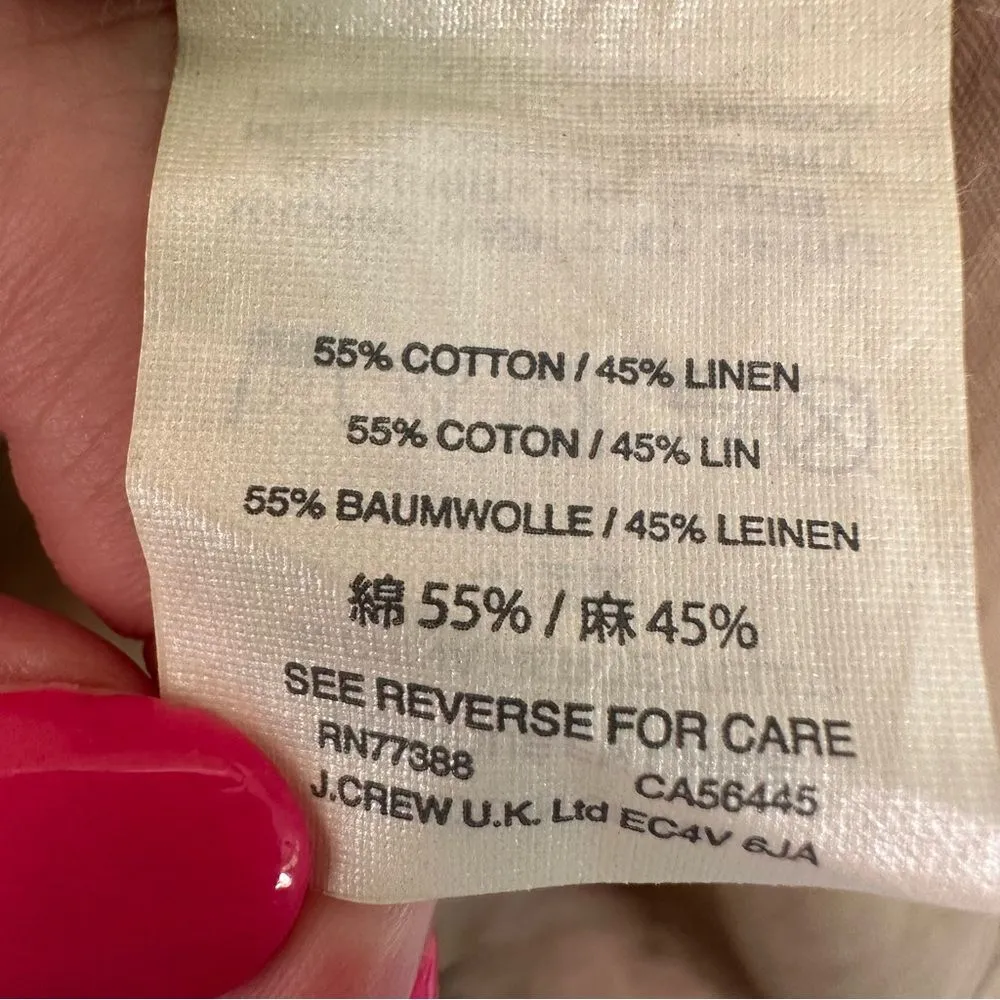 55% COTTON / 45% LINEN
55% COTON / 45% LIN
55% BAUMWOLLE / 45% LEINEN
綿 55% / 麻 45%
SEE REVERSE FOR CARE
RN77388 CA56445
J.CREW U.K. Ltd EC4V 6JA